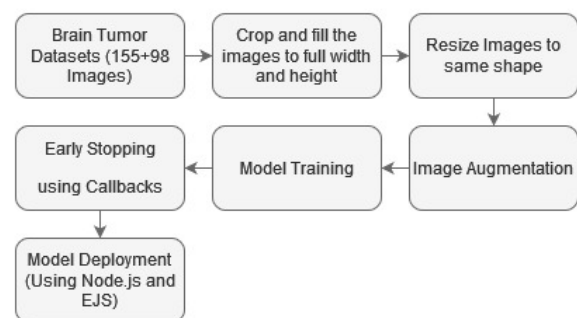 Brain Tumor
Datasets (155+98
Images)
Crop and fill the
images to full width
and height
Resize Images to
same shape
Image Augmentation
Model Training
Early Stopping
using Callbacks
Model Deployment
(Using Node.js and
EJS)